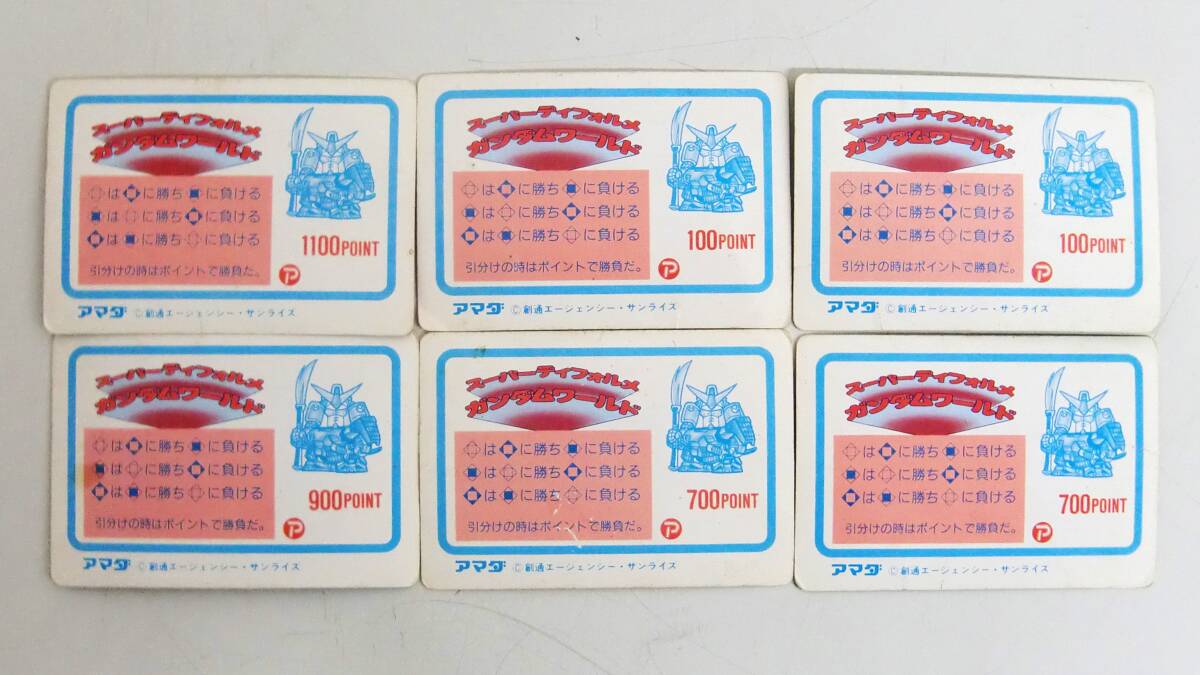 スーパーディフォルメ
ガンダムワールド
は に勝ち に負ける
は に勝ち に負ける
は に勝ち に負ける
引分けの時はポイントで勝負だ。
1100POINT
ア
アマダ Ⓒ創通エージェンシー・サンライズ
スーパーディフォルメ
ガンダムワールド
は に勝ち に負ける
は に勝ち に負ける
は に勝ち に負ける
引分けの時はポイントで勝負だ。
100POINT
ア
アマダ Ⓒ創通エージェンシー・サンライズ
スーパーディフォルメ
ガンダムワールド
は に勝ち に負ける
は に勝ち に負ける
は に勝ち に負ける
引分けの時はポイントで勝負だ。
100POINT
ア
アマダ Ⓒ創通エージェンシー・サンライズ
スーパーディフォルメ
ガンダムワールド
は に勝ち に負ける
は に勝ち に負ける
は に勝ち に負ける
引分けの時はポイントで勝負だ。
900POINT
ア
アマダ Ⓒ創通エージェンシー・サンライズ
スーパーディフォルメ
ガンダムワールド
は に勝ち に負ける
は に勝ち に負ける
は に勝ち に負ける
引分けの時はポイントで勝負だ。
700POINT
ア
アマダ Ⓒ創通エージェンシー・サンライズ
スーパーディフォルメ
ガンダムワールド
は に勝ち に負ける
は に勝ち に負ける
は に勝ち に負ける
引分けの時はポイントで勝負だ。
700POINT
ア
アマダ Ⓒ創通エージェンシー・サンライズ